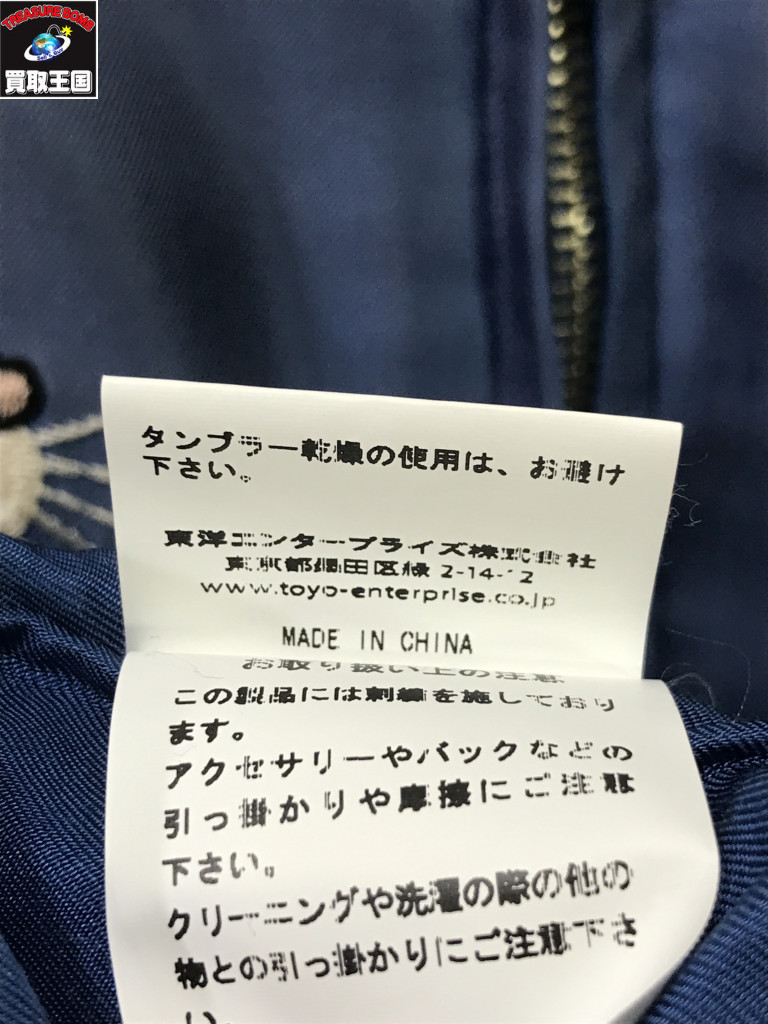 TREASURE BOMB
買取王国
タンブラー乾燥の使用は、お避け
下さい。
東洋エンタープライズ株式会社
東京都墨田区緑 2-14-12
www.toyo-enterprise.co.jp
MADE IN CHINA
お取り扱い上の注意
この製品には刺繍を施しており
ます。
アクセサリーやバックなどの
引っ掛かりや摩擦にご注意
下さい。
クリーニングや洗濯の際の他の
物との引っ掛かりにご注意下さ
い。